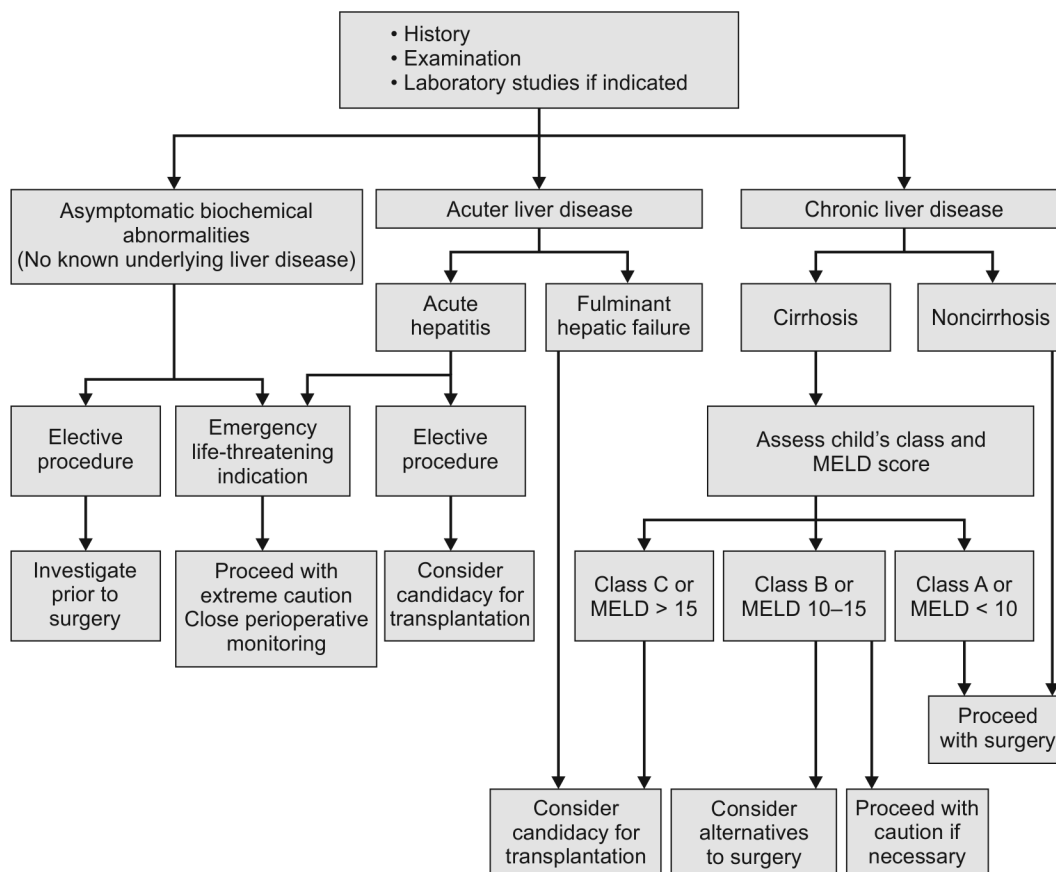 • History
• Examination
• Laboratory studies if indicated
Asymptomatic biochemical
abnormalities
(No known underlying liver disease)
Acuter liver disease
Chronic liver disease
Acute
hepatitis
Fulminant
hepatic failure
Cirrhosis
Noncirrhosis
Elective
procedure
Emergency
life-threatening
indication
Elective
procedure
Assess child's class and
MELD score
Investigate
prior to
surgery
Proceed with
extreme caution
Close perioperative
monitoring
Consider
candidacy for
transplantation
Class C or
MELD > 15
Class B or
MELD 10–15
Class A or
MELD < 10
Proceed
with surgery
Consider
candidacy for
transplantation
Consider
alternatives
to surgery
Proceed with
caution if
necessary